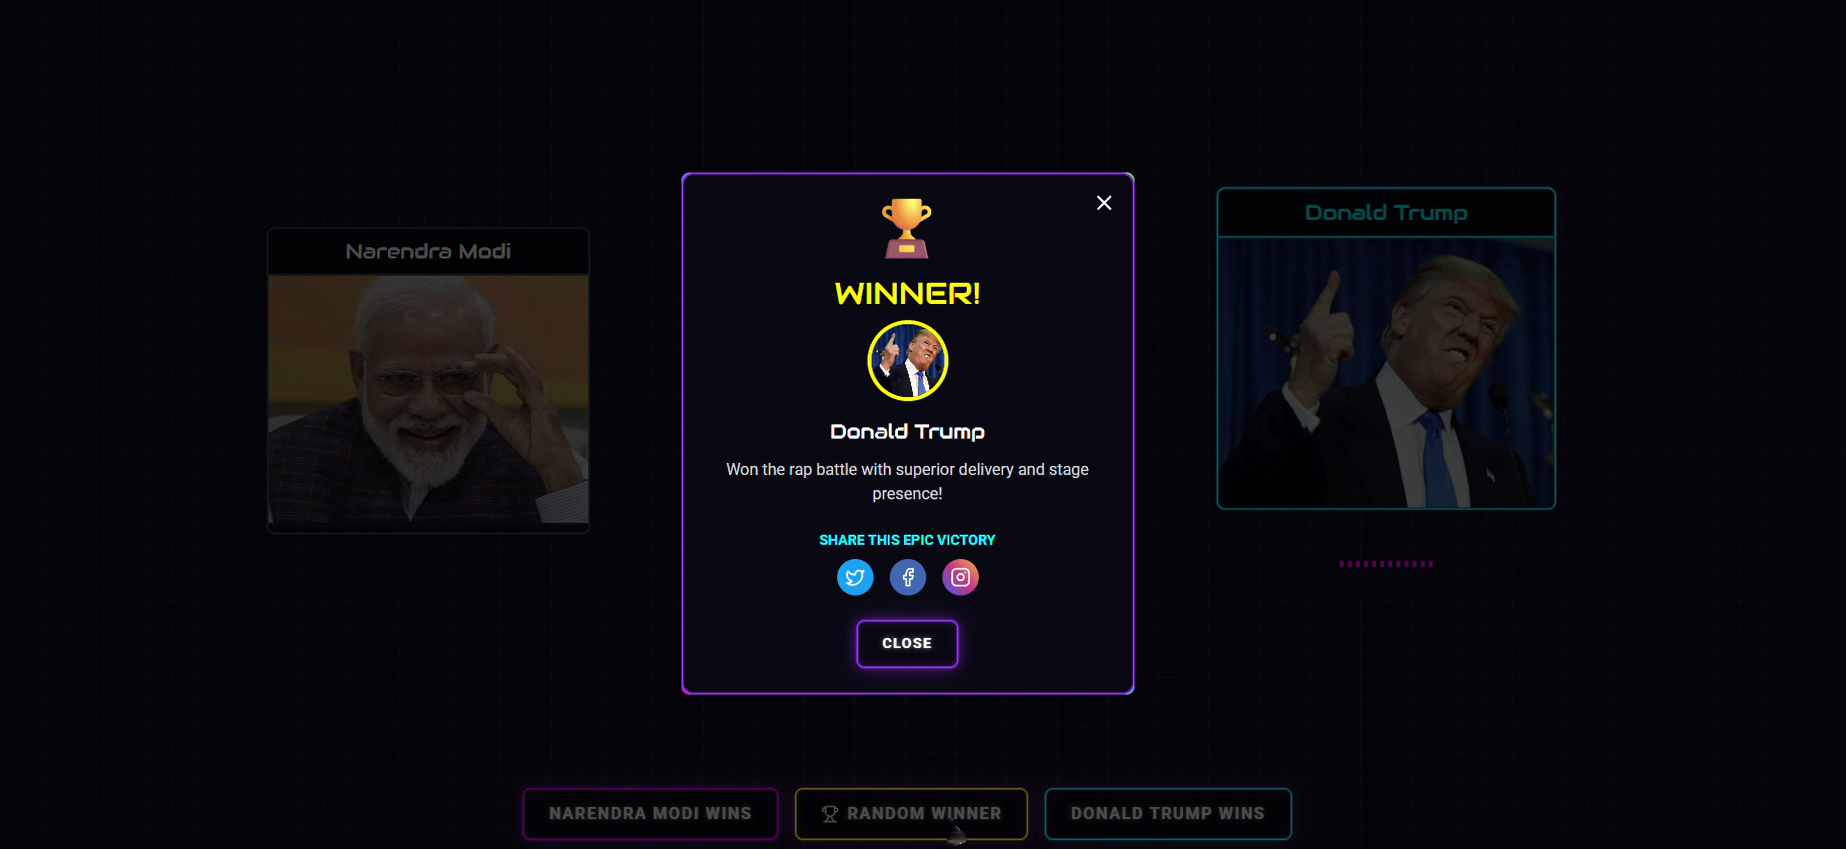 Narendra Modi
Donald Trump
WINNER!
Donald Trump
Won the rap battle with superior delivery and stage
presence!
SHARE THIS EPIC VICTORY
CLOSE
NARENDRA MODI WINS
RANDOM WINNER
DONALD TRUMP WINS